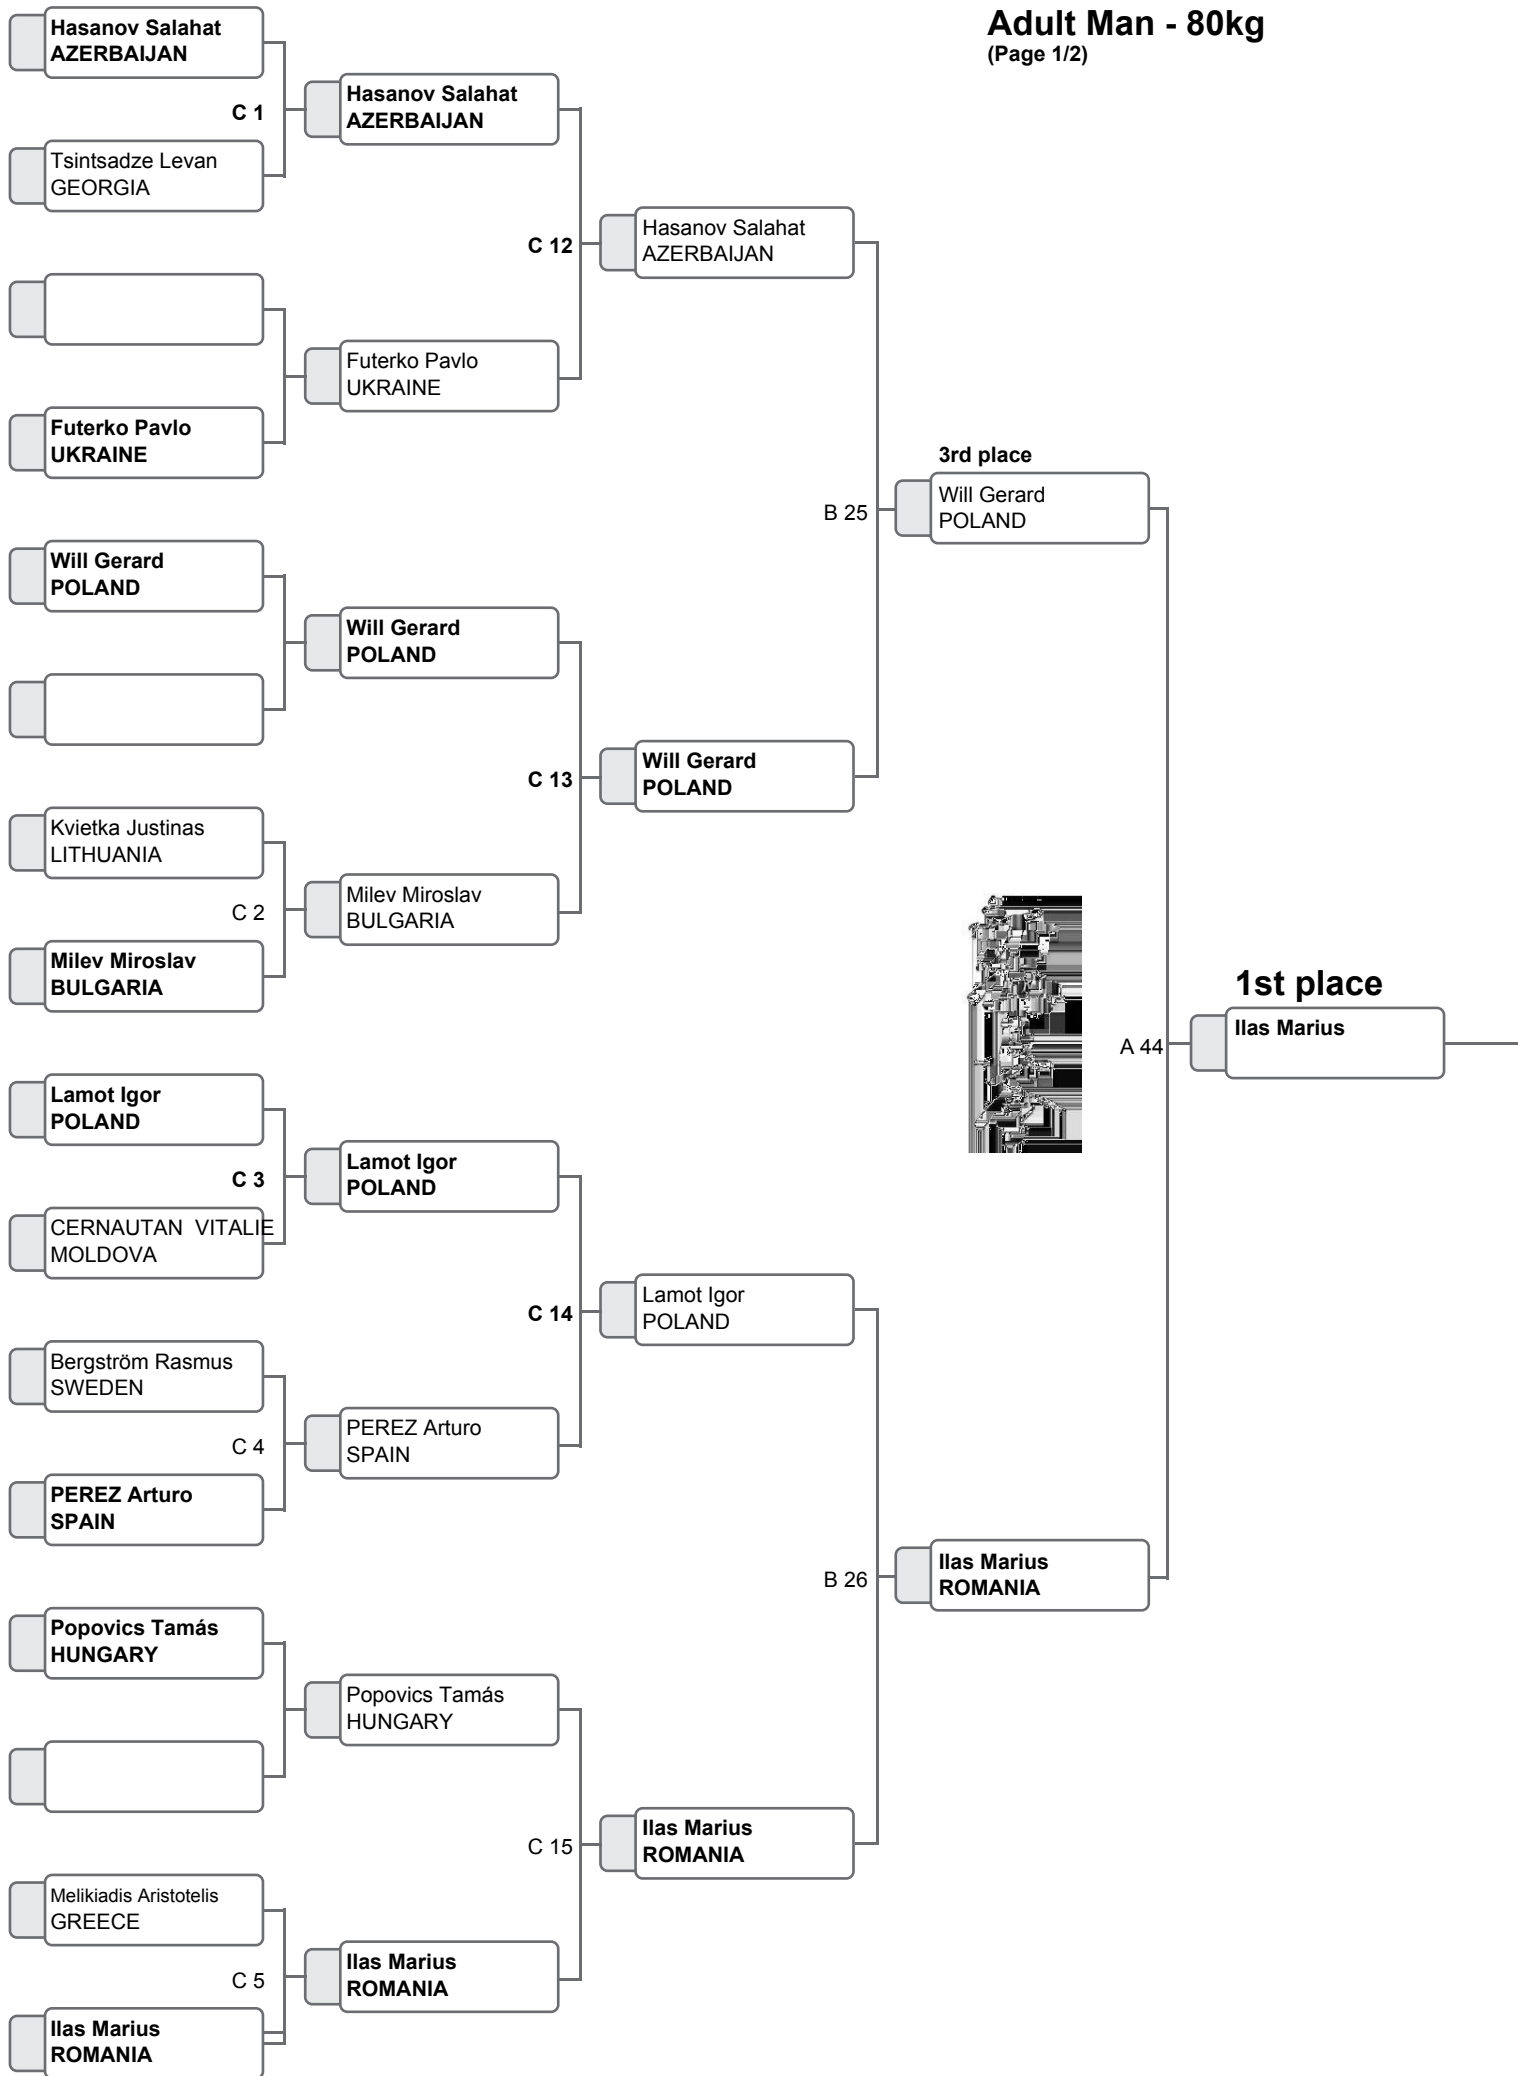 Adult Man - 80kg
(Page 1/2)
Hasanov Salahat
AZERBAIJAN
C 1
Tsintsadze Levan
GEORGIA
Futerko Pavlo
UKRAINE
Will Gerard
POLAND
Kvietka Justinas
LITHUANIA
C 2
Milev Miroslav
BULGARIA
Lamot Igor
POLAND
C 3
CERNAUTAN VITALIE
MOLDOVA
Bergström Rasmus
SWEDEN
C 4
PEREZ Arturo
SPAIN
Popovics Tamás
HUNGARY
Melikiadis Aristotelis
GREECE
C 5
Ilas Marius
ROMANIA
Hasanov Salahat
AZERBAIJAN
C 12
Futerko Pavlo
UKRAINE
Will Gerard
POLAND
C 13
Milev Miroslav
BULGARIA
Lamot Igor
POLAND
C 14
PEREZ Arturo
SPAIN
Popovics Tamás
HUNGARY
C 15
Ilas Marius
ROMANIA
Hasanov Salahat
AZERBAIJAN
B 25
Will Gerard
POLAND
Lamot Igor
POLAND
B 26
Ilas Marius
ROMANIA
3rd place
Will Gerard
POLAND
A 44
Ilas Marius
ROMANIA
1st place
Ilas Marius